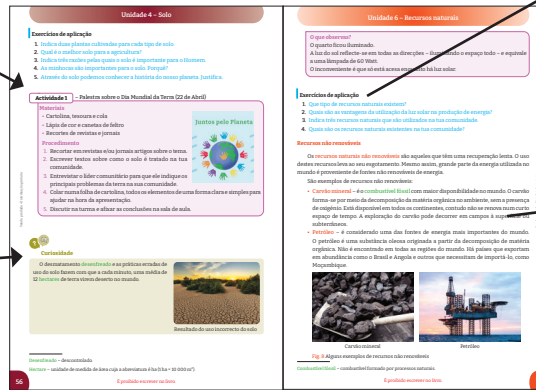 Unidade 4 – Solo
Exercícios de aplicação
1. Indica duas plantas cultivadas para cada tipo de solo.
2. Qual é o melhor solo para a agricultura?
3. Indica três razões pelas quais o solo é importante para o Homem.
4. As minhocas são importantes para o solo. Porquê?
5. Através do solo podemos conhecer a história do nosso planeta. Justifica.
Actividade 1 – Palestra sobre o Dia Mundial da Terra (22 de Abril)
Materiais
• Cartolina, tesoura e cola
• Lápis de cor e canetas de feltro
• Recortes de revistas e jornais
Procedimento
1. Recortar em revistas e/ou jornais artigos sobre o tema.
2. Escrever textos sobre como o solo é tratado na tua
comunidade.
3. Entrevistar o líder comunitário para que ele indique os
principais problemas da terra na sua comunidade.
4. Colar numa folha de cartolina, todos os elementos de uma forma clara e simples para
ajudar na hora da apresentação.
5. Discutir na turma e afixar as conclusões na sala de aula.
Juntos pelo Planeta
Curiosidade
O desmatamento desenfreado e as práticas erradas de
uso do solo fazem com que a cada minuto, uma média de
12 hectares de terra virem deserto no mundo.
Resultado do uso incorrecto do solo
Desenfreado – descontrolado.
Hectare – unidade de medida de área cuja a abreviatura é ha (1 ha = 10 000 m²).
56
É proibido escrever no livro.
Unidade 6 – Recursos naturais
O que observas?
O quarto ficou iluminado.
A luz do sol reflecte-se em todas as direcções – iluminando o espaço todo – e equivale
a uma lâmpada de 60 Watt.
O inconveniente é que só está acesa enquanto há luz solar.
Exercícios de aplicação
1. Que tipo de recursos naturais existem?
2. Quais são as vantagens da utilização da luz solar na produção de energia?
3. Indica três recursos naturais que são utilizados na tua comunidade.
4. Quais são os recursos naturais existentes na tua comunidade?
Recursos não renováveis
Os recursos naturais não renováveis são aqueles que têm uma recuperação lenta. O uso
destes recursos leva ao seu esgotamento. Mesmo assim, grande parte da energia utilizada no
mundo é proveniente de fontes não renováveis de energia.
São exemplos de recursos não renováveis:
• Carvão mineral – é o combustível fóssil com maior disponibilidade no mundo. O carvão
forma-se por meio da decomposição da matéria orgânica no ambiente, sem a presença
de oxigénio. Está disponível em todos os continentes, contudo não se renova num curto
espaço de tempo. A exploração do carvão pode decorrer em campos à superfície ou
subterrâneos.
• Petróleo – é considerado uma das fontes de energia mais importantes do mundo.
O petróleo é uma substância oleosa originada a partir de decomposição de matéria
orgânica. Não é encontrado em todas as regiões do mundo. Há países que exportam
em abundância como o Brasil e Angola e outros que necessitam de importá-lo, como
Moçambique.
Carvão mineral
Petróleo
Fig. 8 Alguns exemplos de recursos não renováveis
Combustível fóssil – combustível formado por processos naturais.
É proibido escrever no livro.